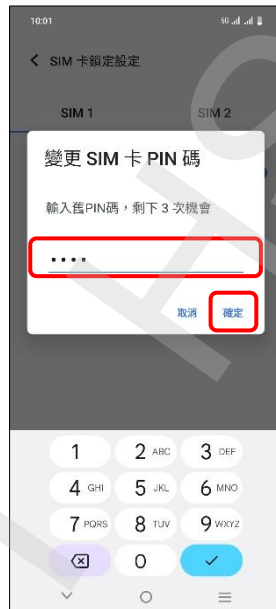 10:01
5G
SIM 卡鎖定設定
SIM 1
SIM 2
變更 SIM 卡 PIN 碼
輸入舊PIN碼，剩下 3 次機會
••••
取消
確定
1
2 ABC
3 DEF
4 GHI
5 JKL
6 MNO
7 PQRS
8 TUV
9 WXYZ
0